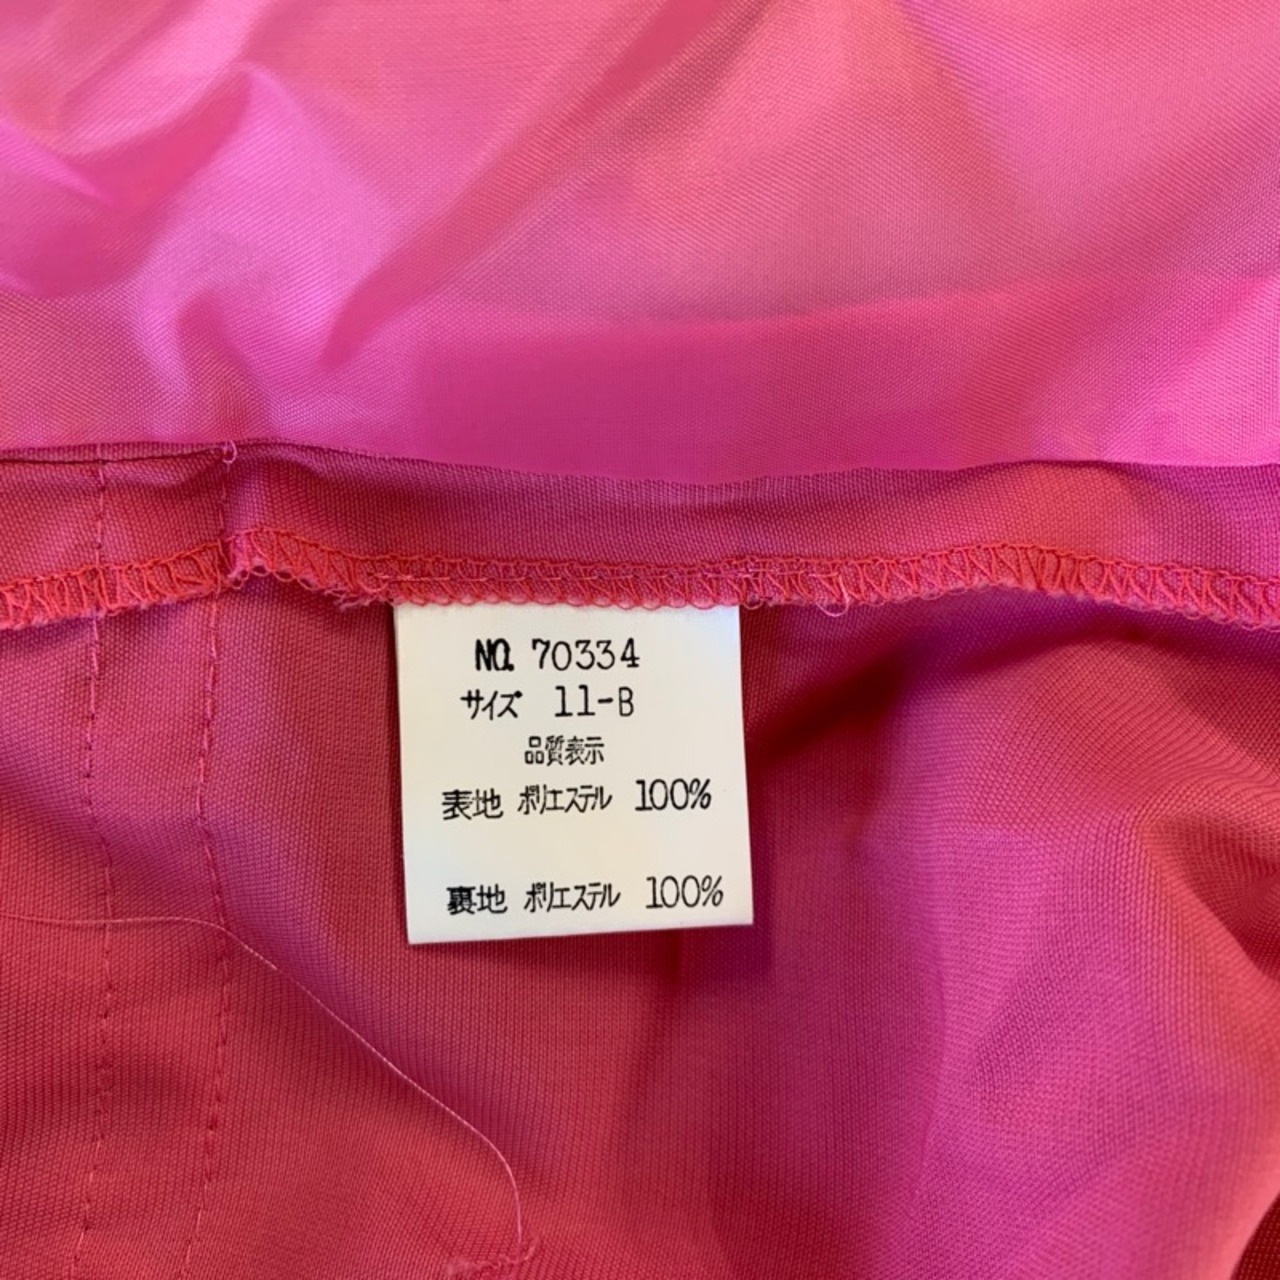 NO. 70334
サイズ 11-B
品質表示
表地 ポリエステル 100%
裏地 ポリエステル 100%